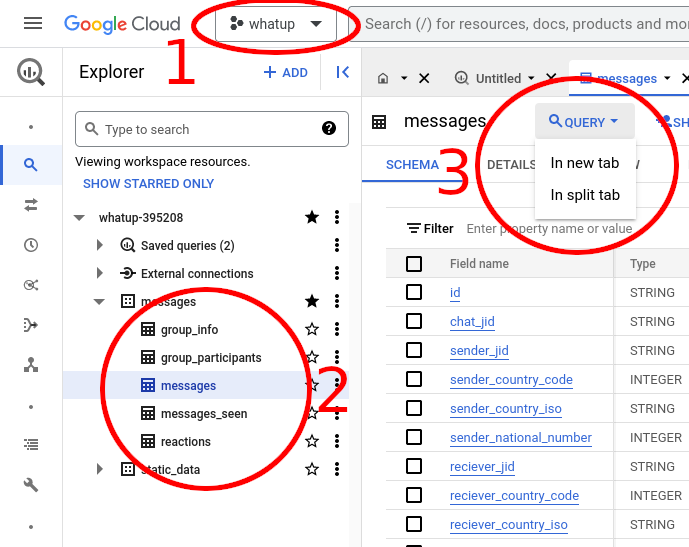 Google Cloud
whatup
Search (/) for resources, docs, products and mo
1
Explorer
+ ADD
Untitled
messages
Type to search
messages
QUERY
SH
Viewing workspace resources.
SHOW STARRED ONLY
In new tab
In split tab
3
SCHEMA
DETAILS
W
whatup-395208
Saved queries (2)
External connections
messages
group_info
group_participants
messages
messages_seen
reactions
static_data
2
Filter
Enter property name or value
Field name
Type
id
STRING
chat_jid
STRING
sender_jid
STRING
sender_country_code
INTEGER
sender_country_iso
STRING
sender_national_number
INTEGER
reciever_jid
STRING
reciever_country_code
INTEGER
reciever_country_iso
STRING